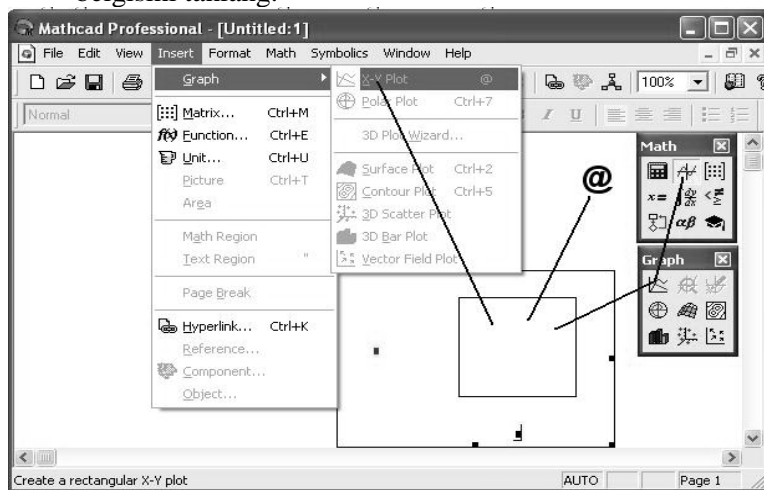 belgisini tanlang.
Mathcad Professional - [Untitled:1]
File Edit View Insert Format Math Symbolics Window Help
100%
Normal
I U
Graph
Matrix... Ctrl+M
f(x) Function... Ctrl+E
Unit... Ctrl+U
Picture Ctrl+T
Area
Math Region
Text Region "
Page Break
Hyperlink... Ctrl+K
Reference...
Component...
Object...
X-Y Plot @
Polar Plot Ctrl+7
3D Plot Wizard...
Surface Plot Ctrl+2
Contour Plot Ctrl+5
3D Scatter Plot
3D Bar Plot
Vector Field Plot
@
Math
x=
αβ
Graph
Create a rectangular X-Y plot
AUTO
Page 1